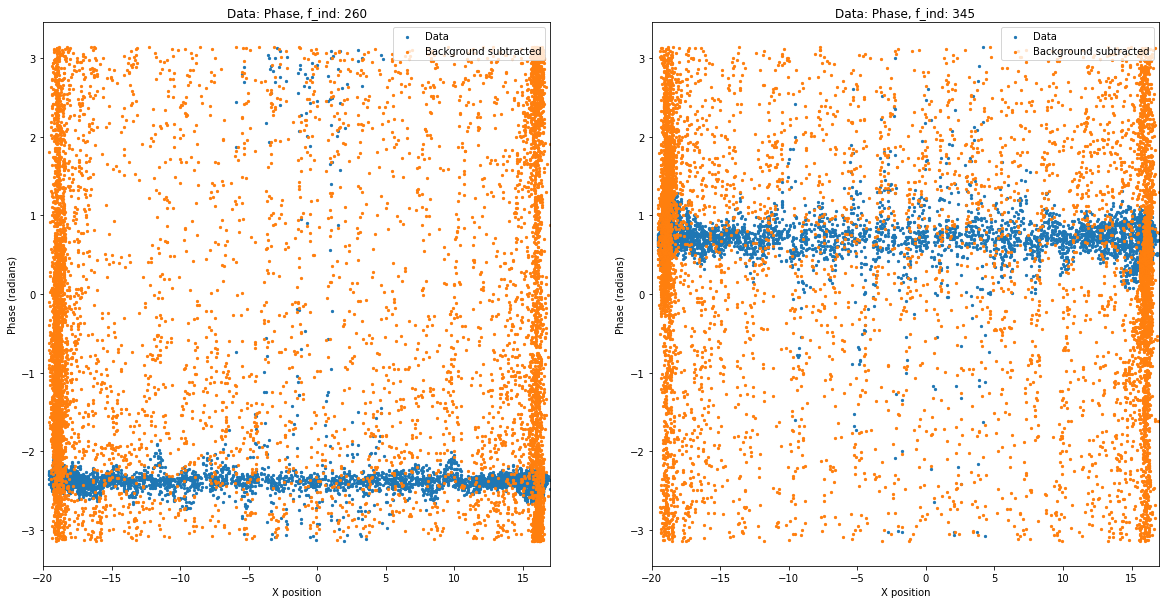 Data: Phase, f_ind: 260
Data
Background subtracted
3
2
1
0
−1
−2
−3
Phase (radians)
−20 −15 −10 −5 0 5 10 15
X position
Data: Phase, f_ind: 345
Data
Background subtracted
3
2
1
0
−1
−2
−3
Phase (radians)
−20 −15 −10 −5 0 5 10 15
X position